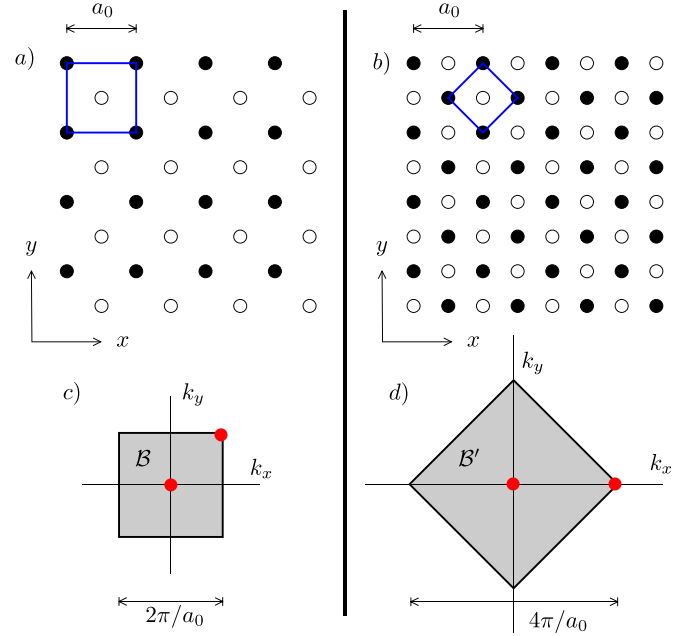 a)
a₀
y
x
b)
a₀
y
x
c)
k_y
ℬ
k_x
2π/a₀
d)
k_y
ℬ′
k_x
4π/a₀